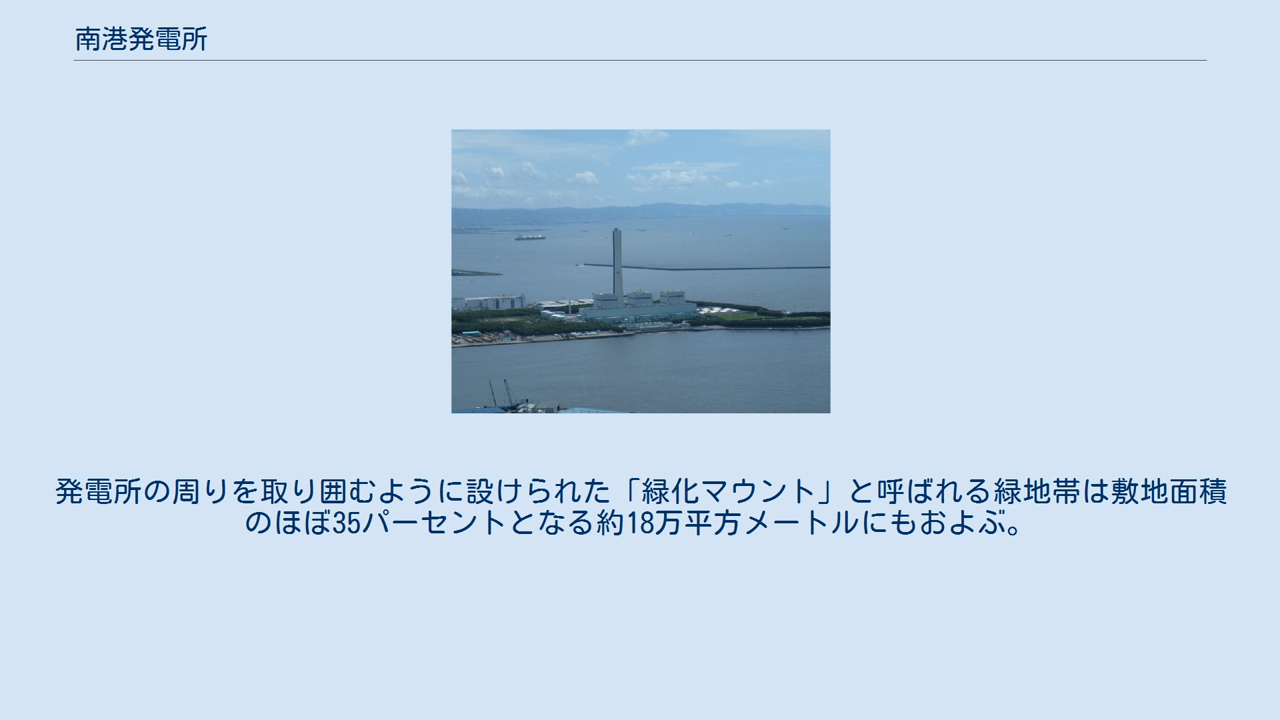 南港発電所
発電所の周りを取り囲むように設けられた「緑化マウント」と呼ばれる緑地帯は敷地面積
のほぼ35パーセントとなる約18万平方メートルにもおよぶ。